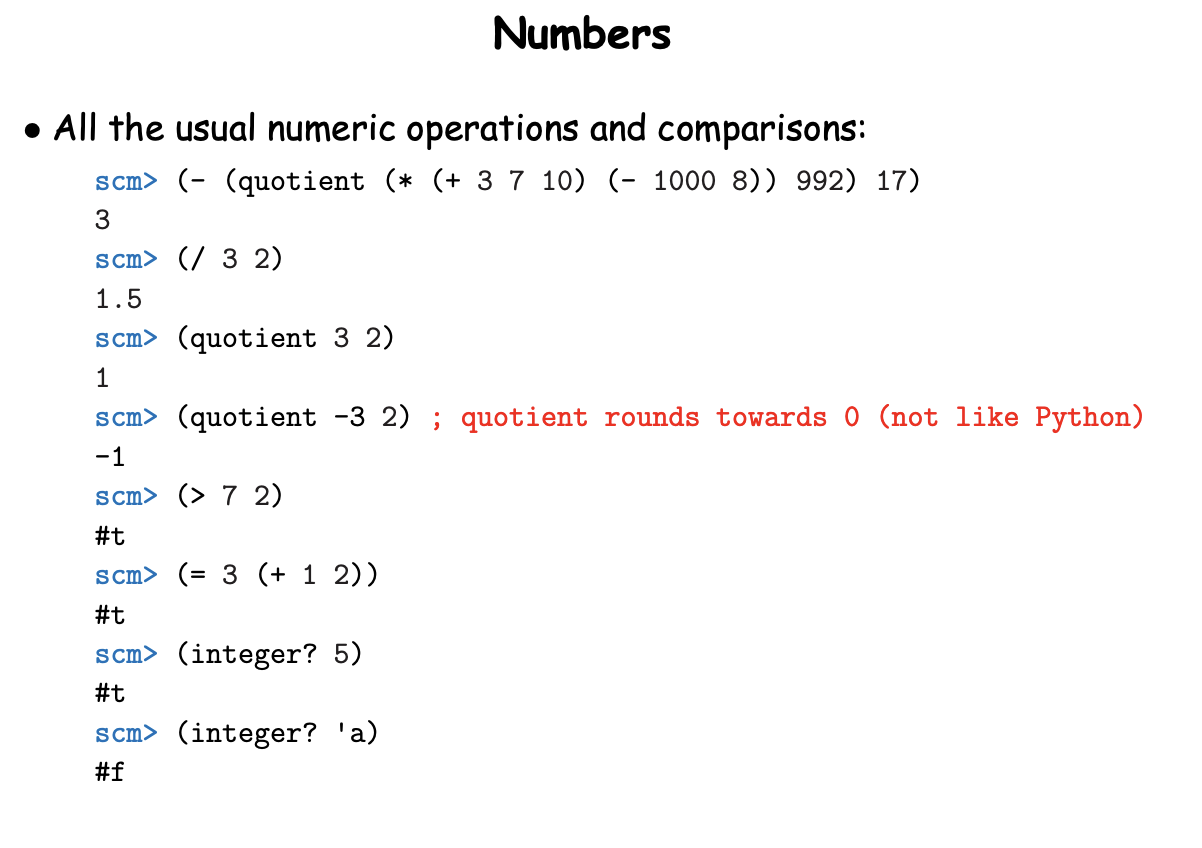 Numbers
• All the usual numeric operations and comparisons:
scm> (- (quotient (* (+ 3 7 10) (- 1000 8)) 992) 17)
3
scm> (/ 3 2)
1.5
scm> (quotient 3 2)
1
scm> (quotient -3 2) ; quotient rounds towards 0 (not like Python)
-1
scm> (> 7 2)
#t
scm> (= 3 (+ 1 2))
#t
scm> (integer? 5)
#t
scm> (integer? 'a)
#f